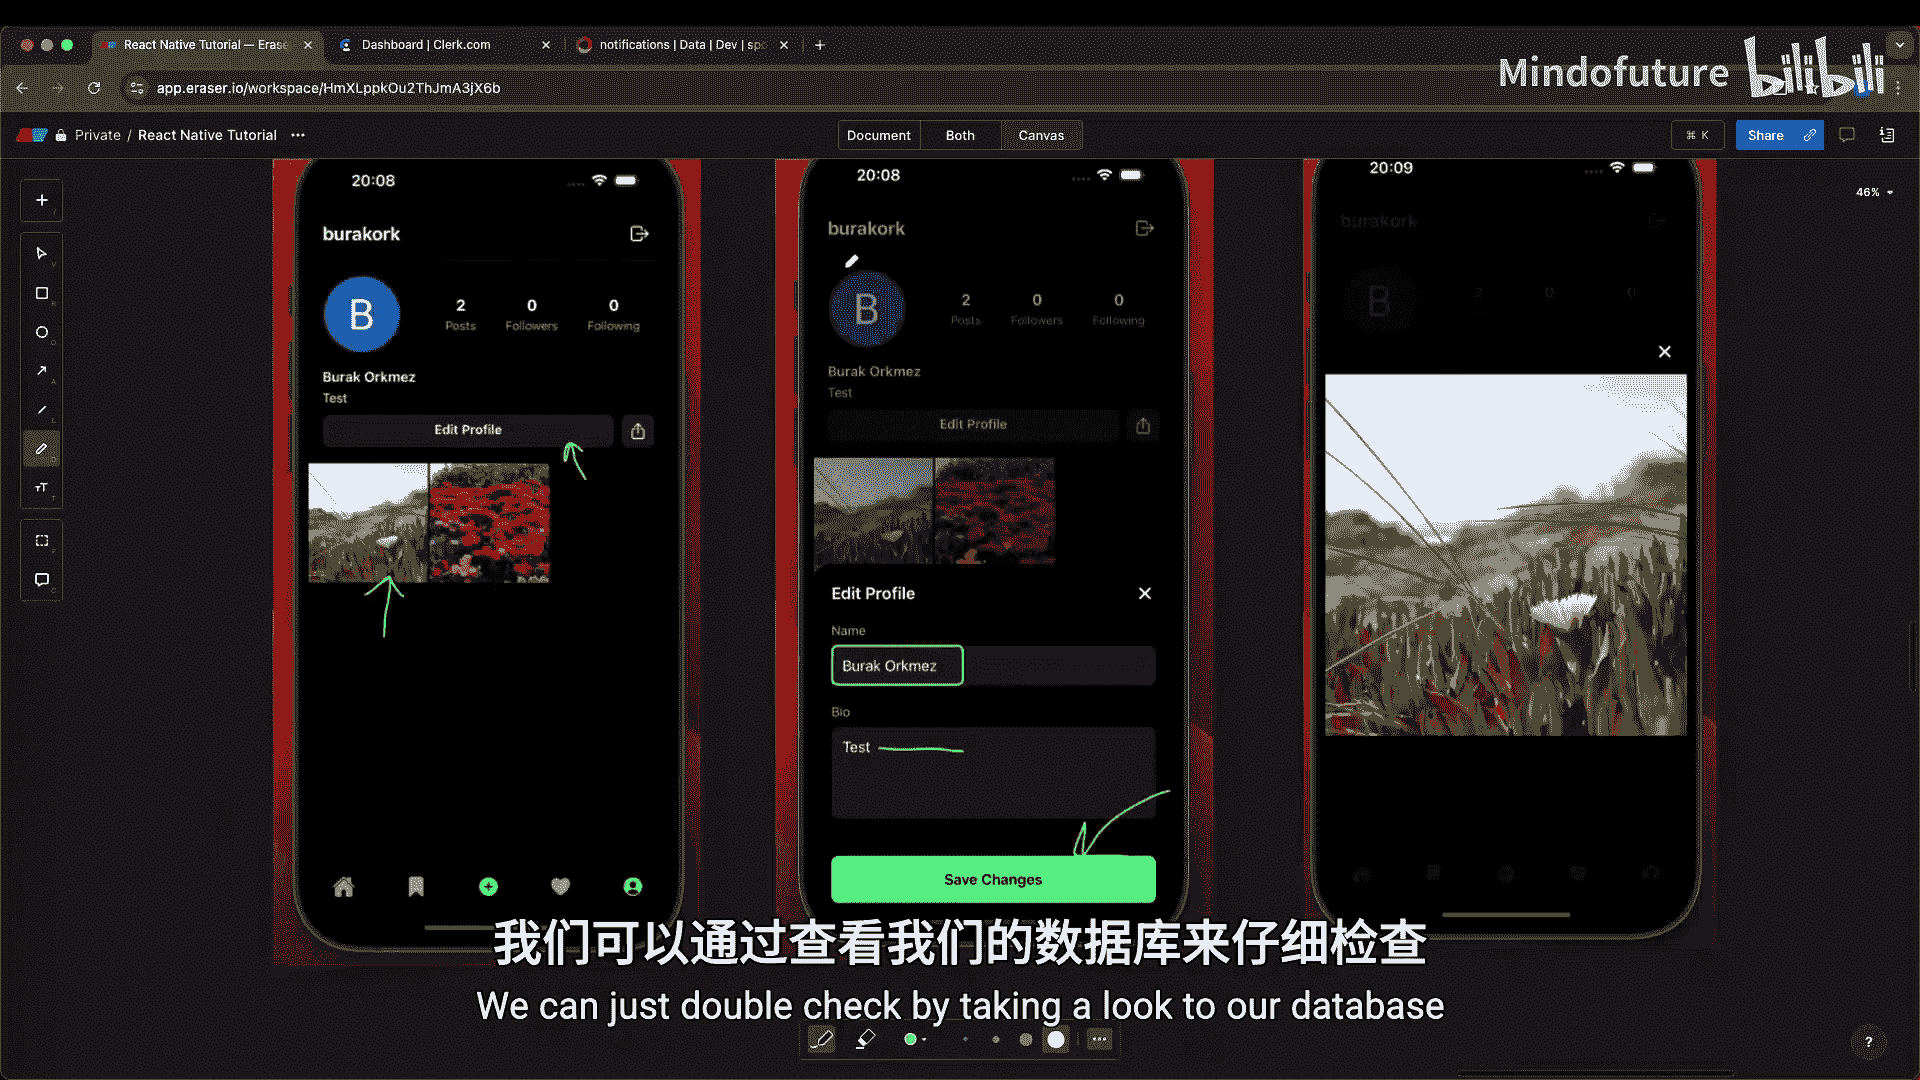 React Native Tutorial — Erase
Dashboard | Clerk.com
notifications | Data | Dev | spo
app.eraser.io/workspace/HmXLppkOu2ThJmA3jX6b
Mindofuture bilibili
Private / React Native Tutorial
Document Both Canvas
⌘ K
Share
46%
20:08
burakork
B
2 0 0
Posts Followers Following
Burak Orkmez
Test
Edit Profile
20:08
burakork
B
2 0 0
Posts Followers Following
Burak Orkmez
Test
Edit Profile
Edit Profile
Name
Burak Orkmez
Bio
Test
Save Changes
20:09
burakork
B
2 0 0
我们可以通过查看我们的数据库来仔细检查
We can just double check by taking a look to our database